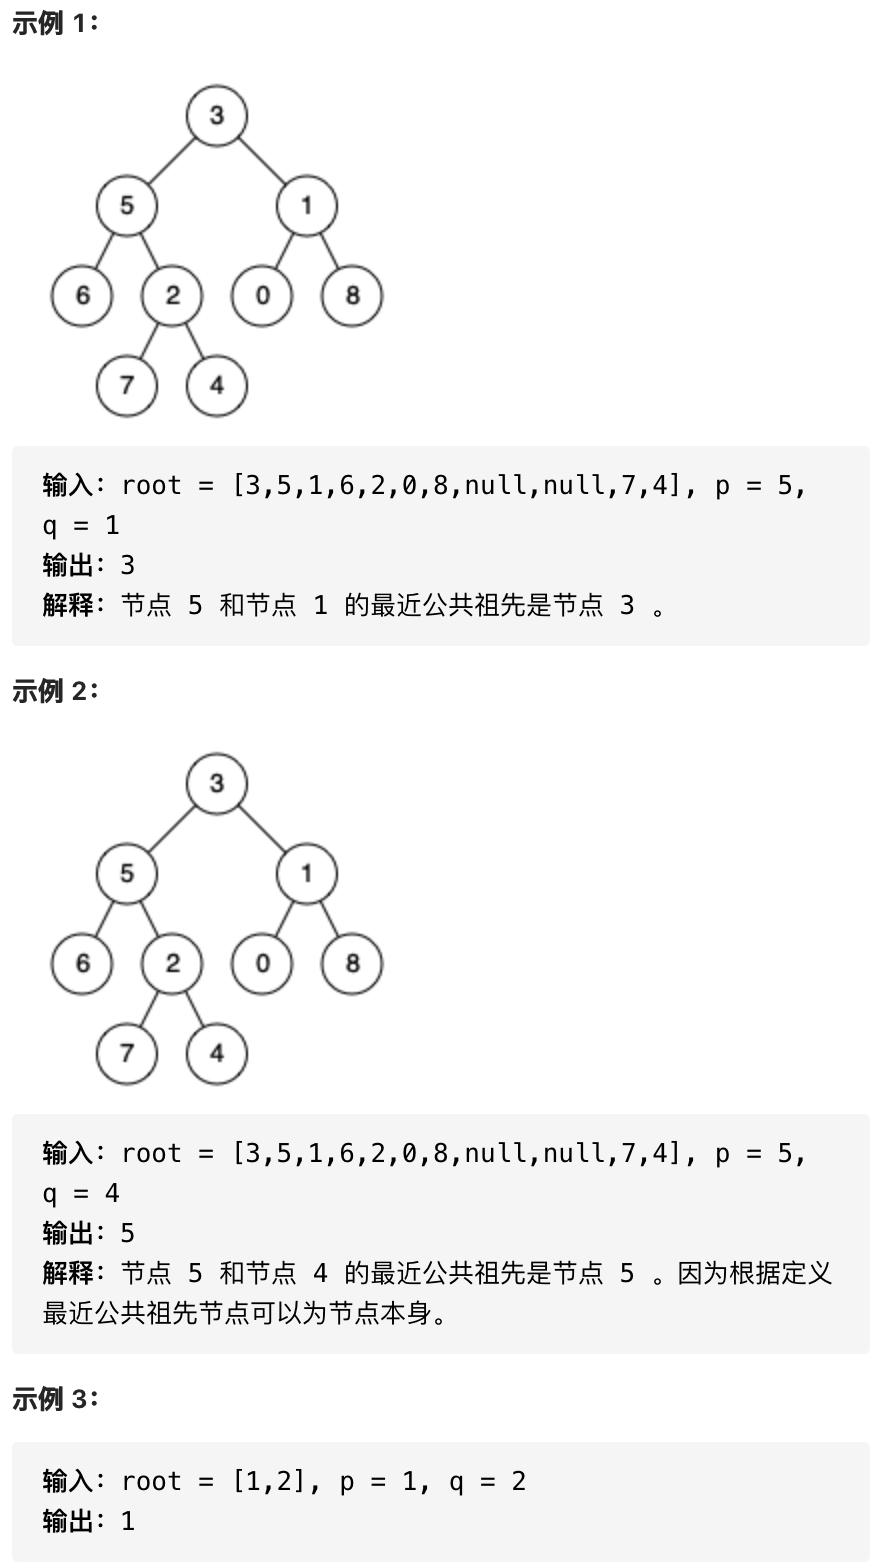 示例 1：
3
5 1
6 2 0 8
7 4
输入：root = [3,5,1,6,2,0,8,null,null,7,4], p = 5,
q = 1
输出：3
解释：节点 5 和节点 1 的最近公共祖先是节点 3 。
示例 2：
3
5 1
6 2 0 8
7 4
输入：root = [3,5,1,6,2,0,8,null,null,7,4], p = 5,
q = 4
输出：5
解释：节点 5 和节点 4 的最近公共祖先是节点 5 。因为根据定义
最近公共祖先节点可以为节点本身。
示例 3：
输入：root = [1,2], p = 1, q = 2
输出：1